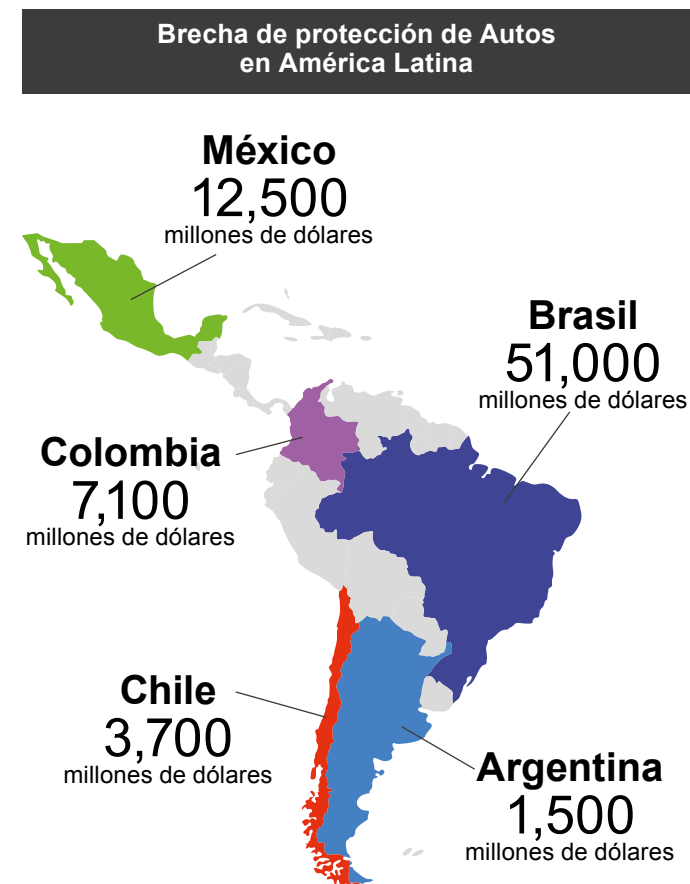 Brecha de protección de Autos
en América Latina
México
12,500
millones de dólares
Brasil
51,000
millones de dólares
Colombia
7,100
millones de dólares
Chile
3,700
millones de dólares
Argentina
1,500
millones de dólares